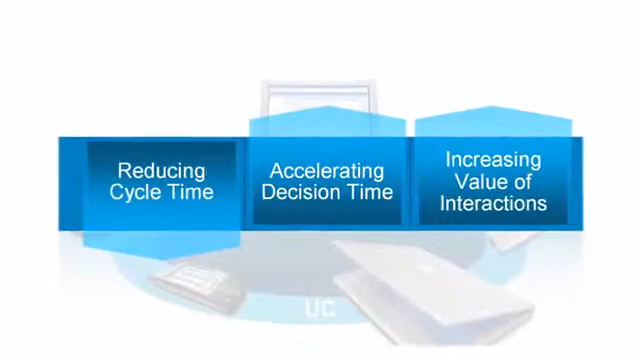 Reducing
Cycle Time
Accelerating
Decision Time
Increasing
Value of
Interactions
UC